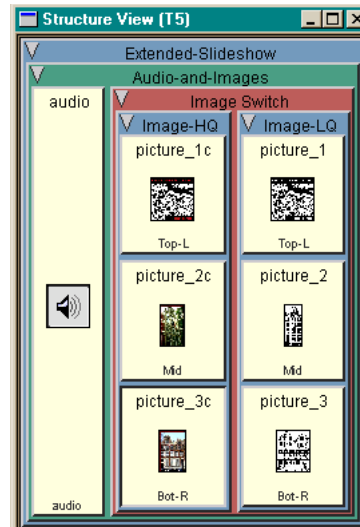 Structure View (T5)
Extended-Slideshow
Audio-and-Images
audio
Image Switch
Image-HQ
Image-LQ
picture_1c
picture_1
Top-L
Top-L
picture_2c
picture_2
Mid
Mid
picture_3c
picture_3
Bot-R
Bot-R
audio